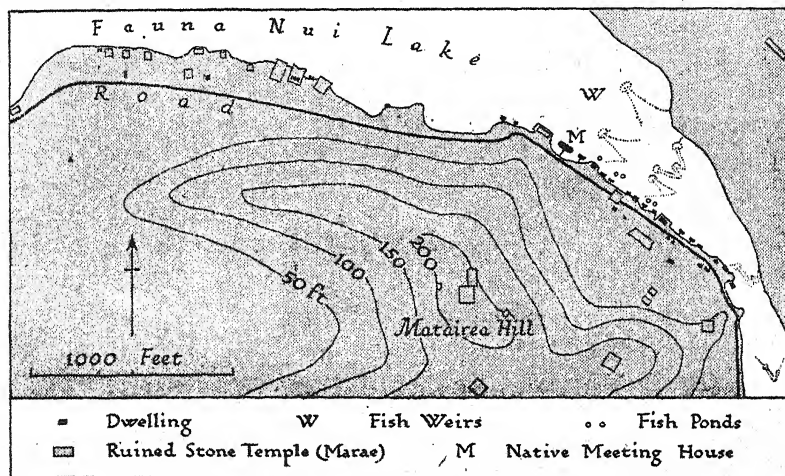 Fauna Nui Lake
Road
W
M
50 ft.
100
150
200
Matairea Hill
1000 Feet
Dwelling
W Fish Weirs
Fish Ponds
Ruined Stone Temple (Marae)
M Native Meeting House